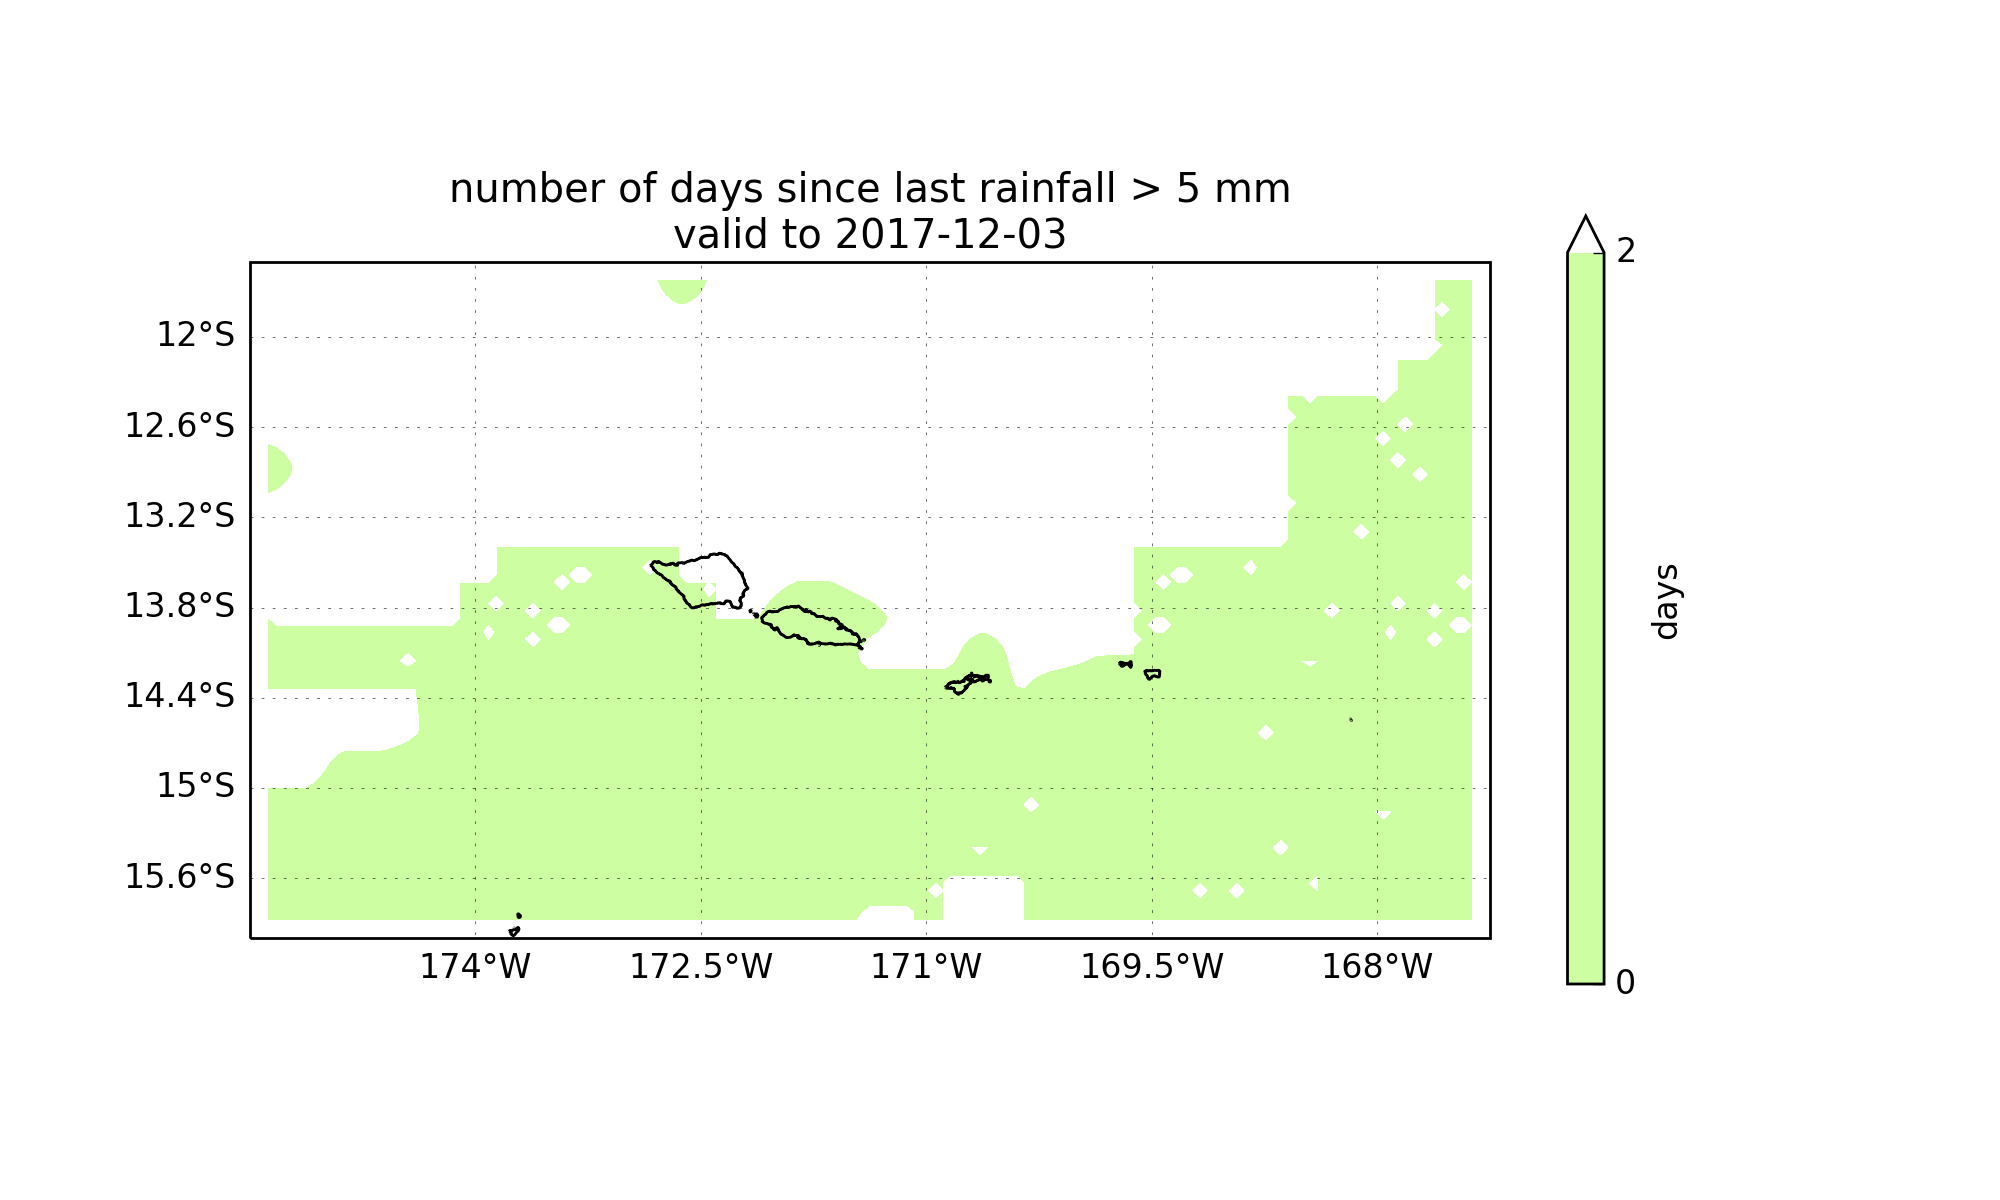 number of days since last rainfall > 5 mm
valid to 2017-12-03
12°S
12.6°S
13.2°S
13.8°S
14.4°S
15°S
15.6°S
174°W
172.5°W
171°W
169.5°W
168°W
2
0
days